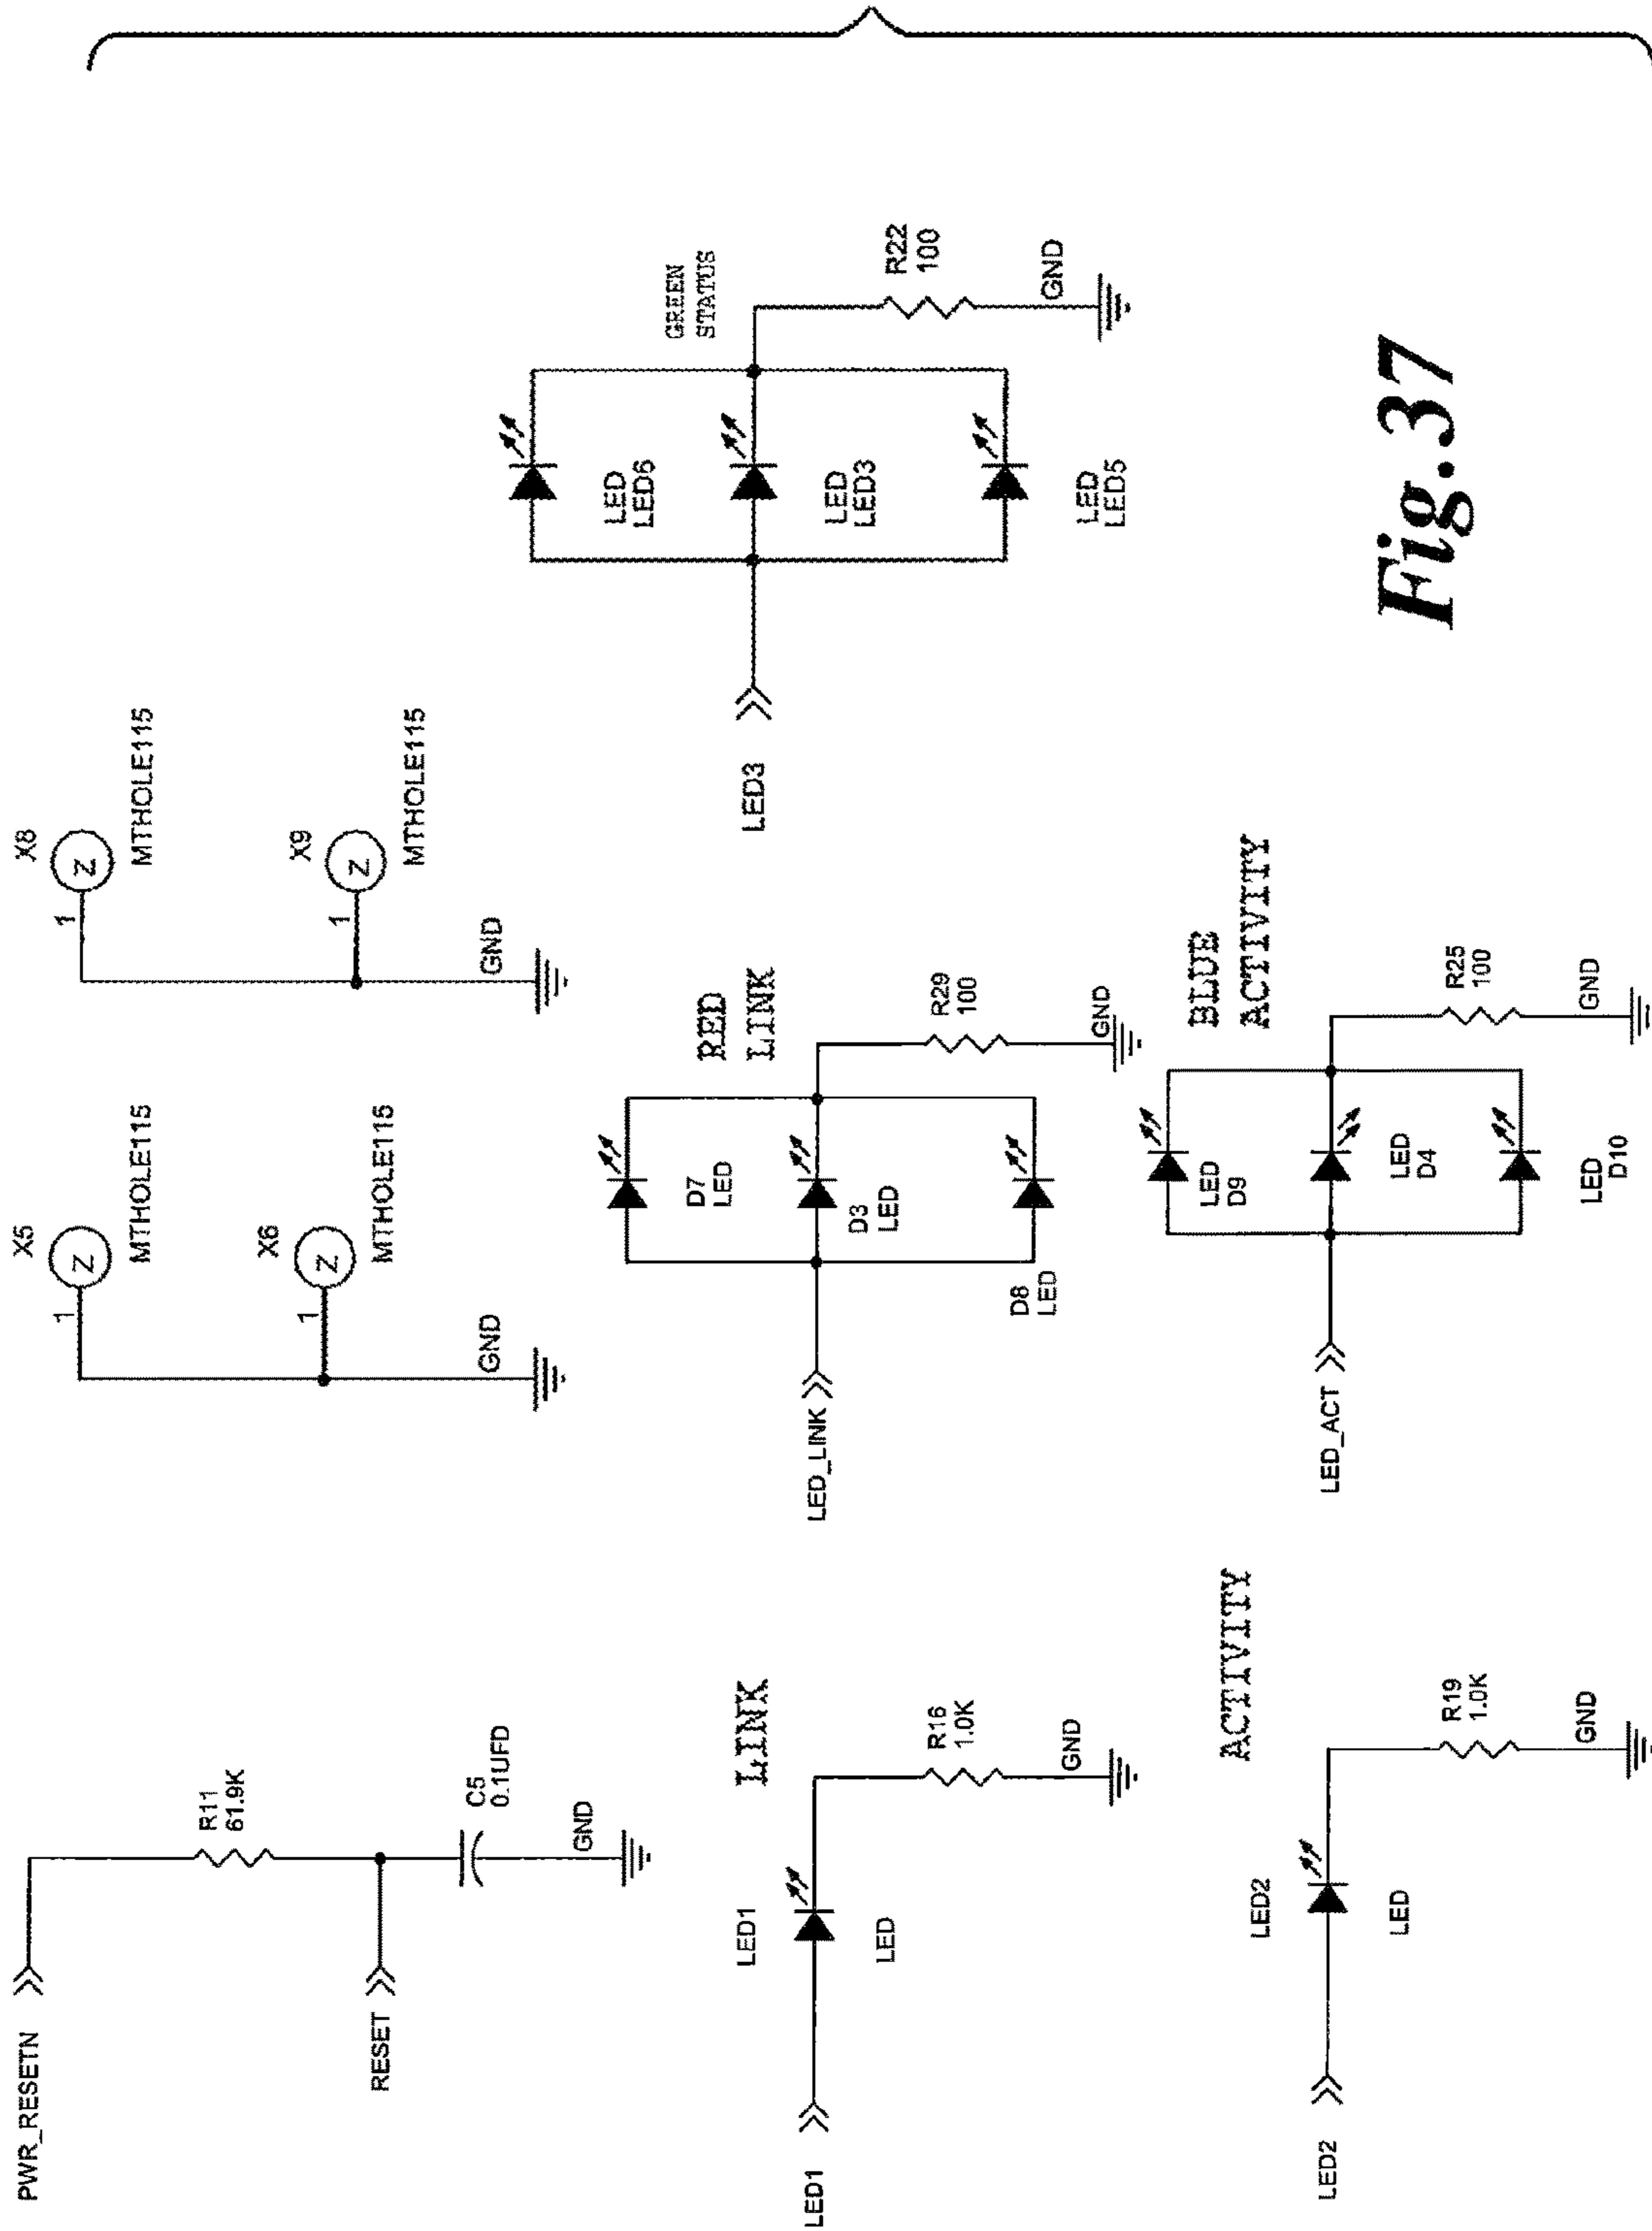 PWR_RESETN
R11
61.9K
RESET
C5
0.1UFD
GND
X5
Z
1
MTHOLE115
X6
Z
1
MTHOLE115
GND
X8
Z
1
MTHOLE115
X9
Z
1
MTHOLE115
GND
LED1
LED1
LED
LINK
R16
1.0K
GND
LED_LINK
D7
LED
D3
LED
D8
LED
RED
LINK
R29
100
GND
LED3
LED
LED6
LED
LED3
LED
LED5
GREEN
STATUS
R22
100
GND
LED2
LED2
LED
ACTIVITY
R19
1.0K
GND
LED_ACT
LED
D9
LED
D4
LED
D10
BLUE
ACTIVITY
R25
100
GND
Fig.37